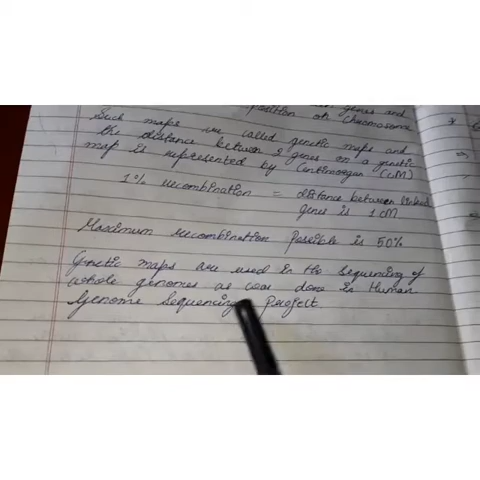 genes and
position on chromosome
Such maps are called genetic maps and
the distance between 2 genes on a genetic
map is represented by Centimorgan (cM)
1% recombination = distance between linked
genes is 1 cM
Maximum recombination possible is 50%
Genetic maps are used in the sequencing of
whole genomes as was done in Human
Genome Sequencing Project